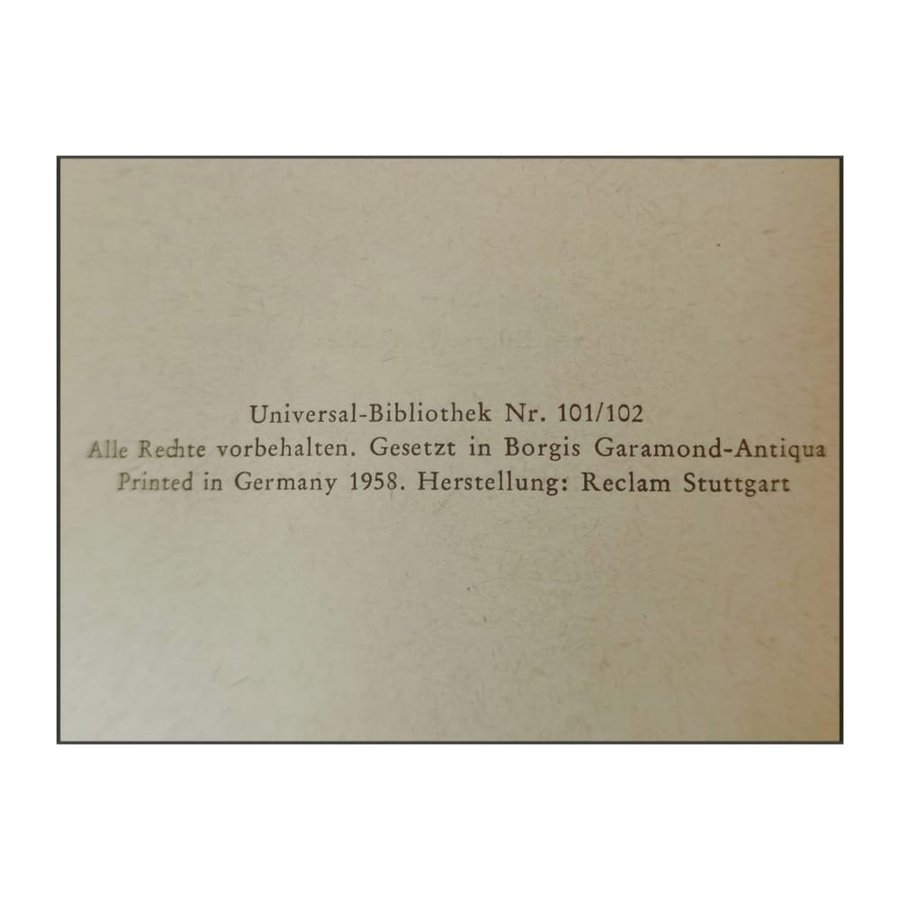 Universal-Bibliothek Nr. 101/102
Alle Rechte vorbehalten. Gesetzt in Borgis Garamond-Antiqua
Printed in Germany 1958. Herstellung: Reclam Stuttgart